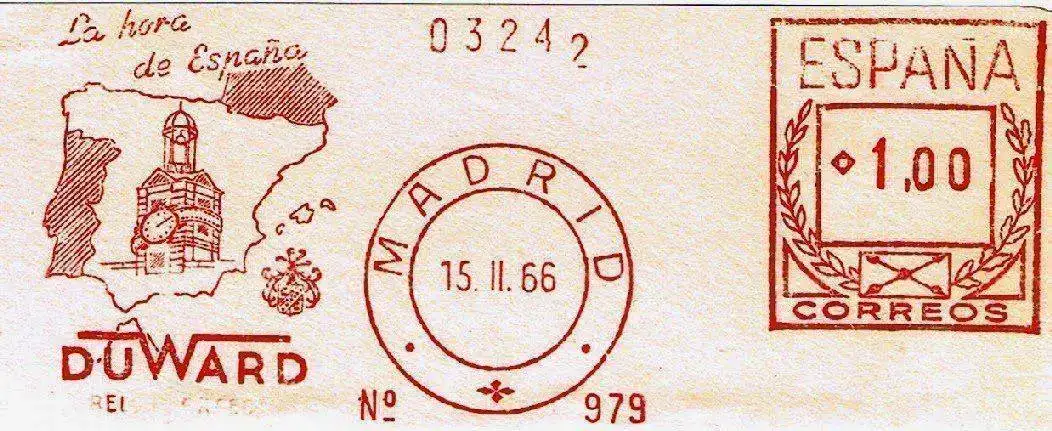 La hora
de España
DUWARD
03242
MADRID
15. II. 66
Nº 979
ESPAÑA
1,00
CORREOS